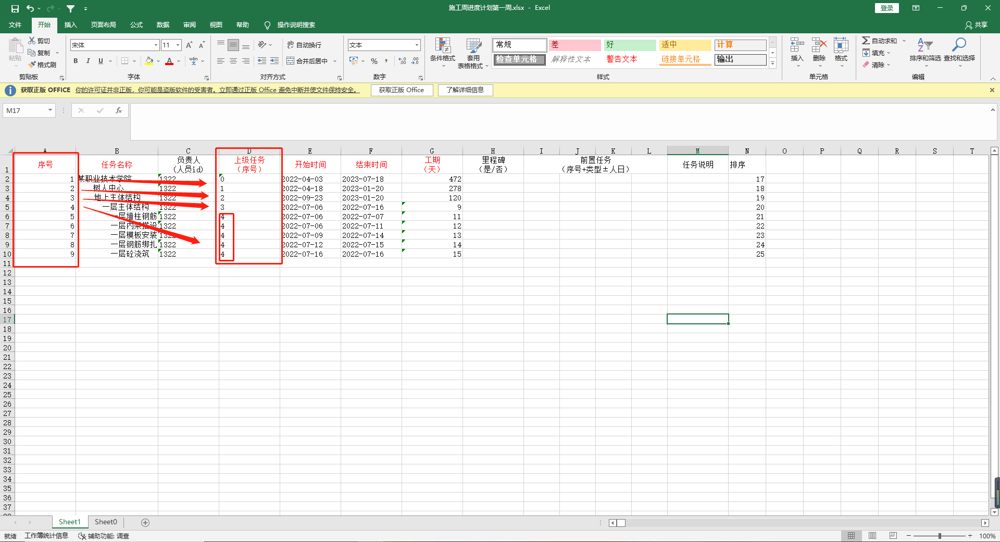 施工周进度计划第一周.xlsx - Excel
登录
文件 开始 插入 页面布局 公式 数据 审阅 视图 帮助 操作说明搜索 共享
粘贴
剪切
复制
格式刷
剪贴板
宋体 11
B I U A wén 文
字体
自动换行
合并后居中
对齐方式
文本
数字
条件格式
套用
表格格式
常规 差 好 适中 计算
检查单元格 解释性文本 警告文本 链接单元格 输出
样式
插入 删除 格式
单元格
自动求和
填充
清除
排序和筛选 查找和选择
编辑
获取正版 OFFICE 你的许可证并非正版，你可能是盗版软件的受害者。立即通过正版 Office 避免中断并使文件保持安全。 获取正版 Office 了解详细信息
M17 fx
A B C D E F G H I J K L M N O P Q R S T
1 序号 任务名称 负责人 上级任务 开始时间 结束时间 工期 里程碑 前置任务 任务说明 排序
（人员id） （序号） （天） （是/否） （序号+类型±人日）
2 1 某职业技术学院 1322 0 2022-04-03 2023-07-18 472 17
3 2 树人中心 1322 1 2022-04-18 2023-01-20 278 18
4 3 地上主体结构 1322 2 2022-09-23 2023-01-20 120 19
5 4 一层主体结构 1322 3 2022-07-06 2022-07-16 9 20
6 5 一层墙柱钢筋 1322 4 2022-07-06 2022-07-07 11 21
7 6 一层内架搭设 1322 4 2022-07-06 2022-07-11 12 22
8 7 一层模板安装 1322 4 2022-07-09 2022-07-14 13 23
9 8 一层钢筋绑扎 1322 4 2022-07-12 2022-07-15 14 24
10 9 一层砼浇筑 1322 4 2022-07-16 2022-07-16 15 25
11
12
13
14
15
16
17
18
19
20
21
22
23
24
25
26
27
28
29
30
31
32
33
34
35
36
37
Sheet1 Sheet0
就绪 工作簿统计信息 辅助功能: 调查 100%